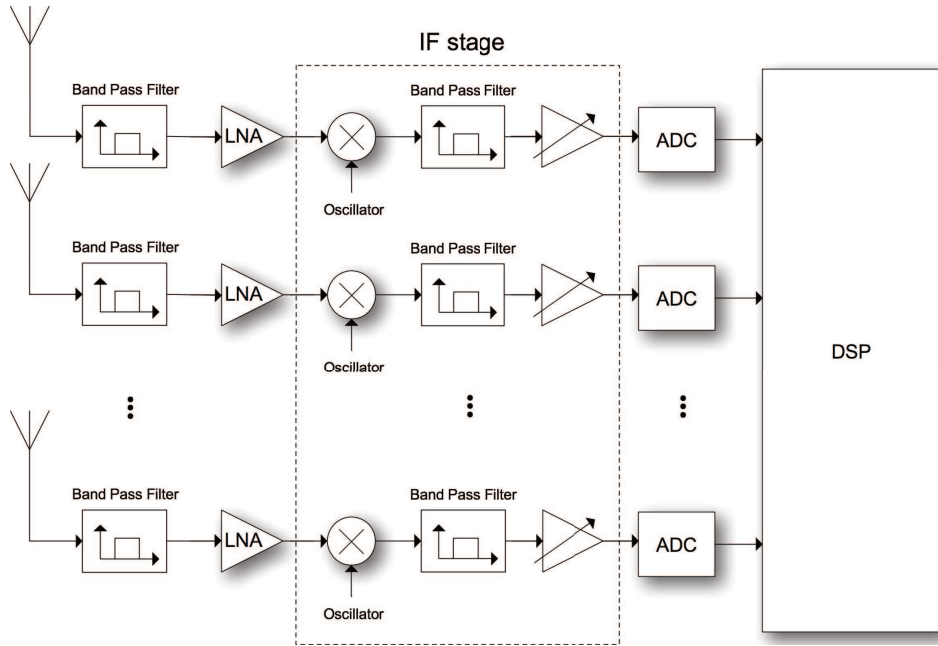 IF stage
Band Pass Filter
LNA
Oscillator
Band Pass Filter
ADC
Band Pass Filter
LNA
Oscillator
Band Pass Filter
ADC
DSP
Band Pass Filter
LNA
Oscillator
Band Pass Filter
ADC